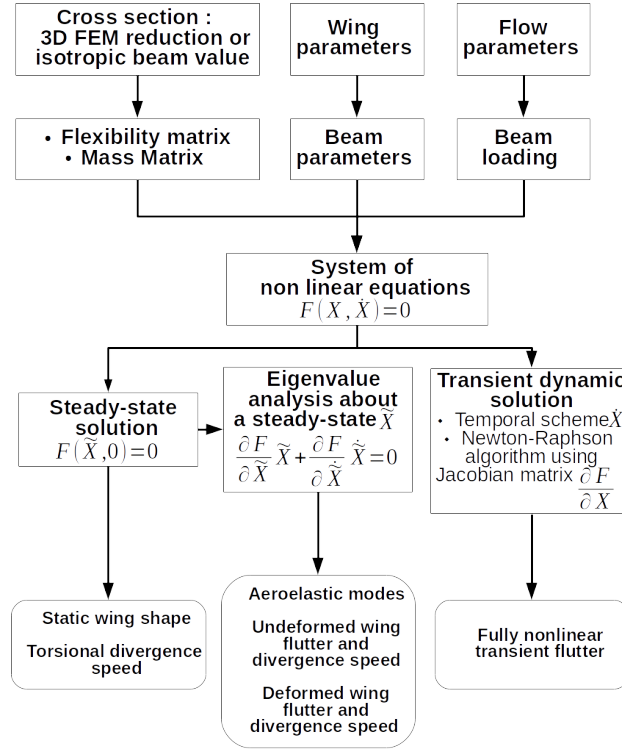 Cross section :
3D FEM reduction or
isotropic beam value
Wing
parameters
Flow
parameters
• Flexibility matrix
• Mass Matrix
Beam
parameters
Beam
loading
System of
non linear equations
F(X,Ẋ)=0
Steady-state
solution
F(X̃,0)=0
Eigenvalue
analysis about
a steady-state X̃
∂F/∂X̃ X̃ + ∂F/∂X̃̇ X̃̇ =0
Transient dynamic
solution
• Temporal schemeẊ
• Newton-Raphson
algorithm using
Jacobian matrix ∂F/∂X
Static wing shape
Torsional divergence
speed
Aeroelastic modes
Undeformed wing
flutter and
divergence speed
Deformed wing
flutter and
divergence speed
Fully nonlinear
transient flutter